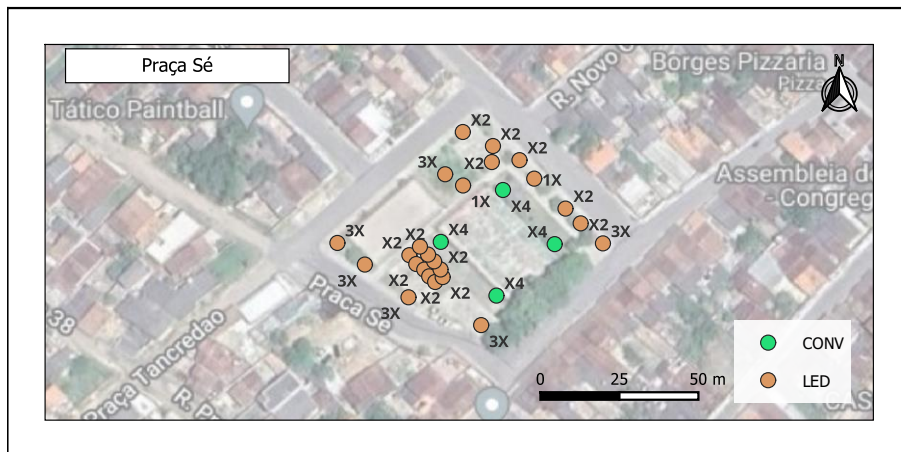 Praça Sé
N
Borges Pizzaria
Pizza
R. Novo
Tático Paintball
X2
X2
X2
X2
3X
1X
1X
X4
Assembleia de
- Congreg
X2
X2
3X
X4
3X
X2
X4
X2
X2
3X
X2
X2
X2
3X
X4
Praça Sé
38
3X
Praça Tancredao
R. P
CAS
CONV
LED
0 25 50 m